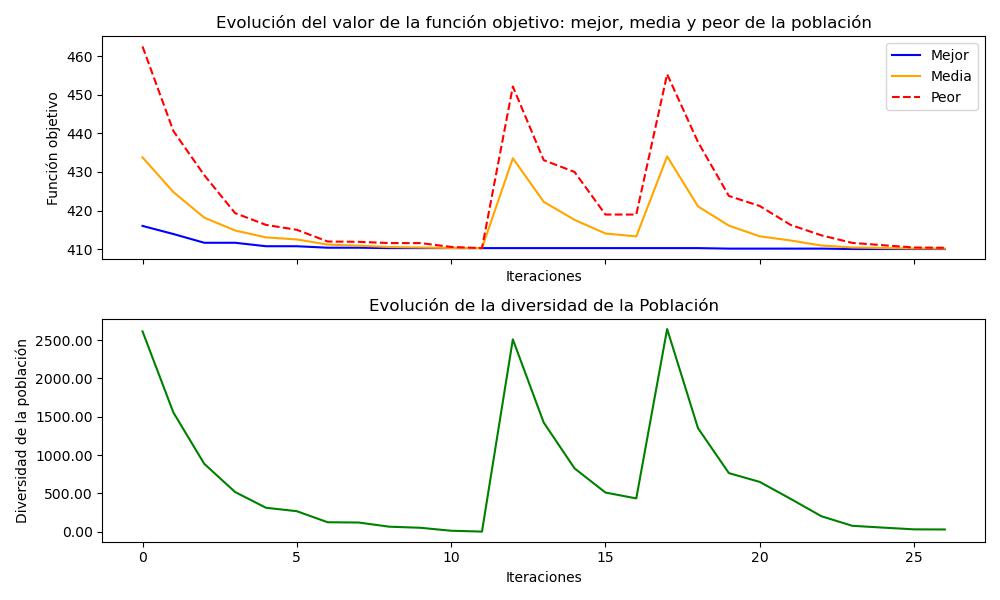 Evolución del valor de la función objetivo: mejor, media y peor de la población
Función objetivo
460
450
440
430
420
410
Mejor
Media
Peor
Iteraciones
Evolución de la diversidad de la Población
Diversidad de la población
2500.00
2000.00
1500.00
1000.00
500.00
0.00
0 5 10 15 20 25
Iteraciones